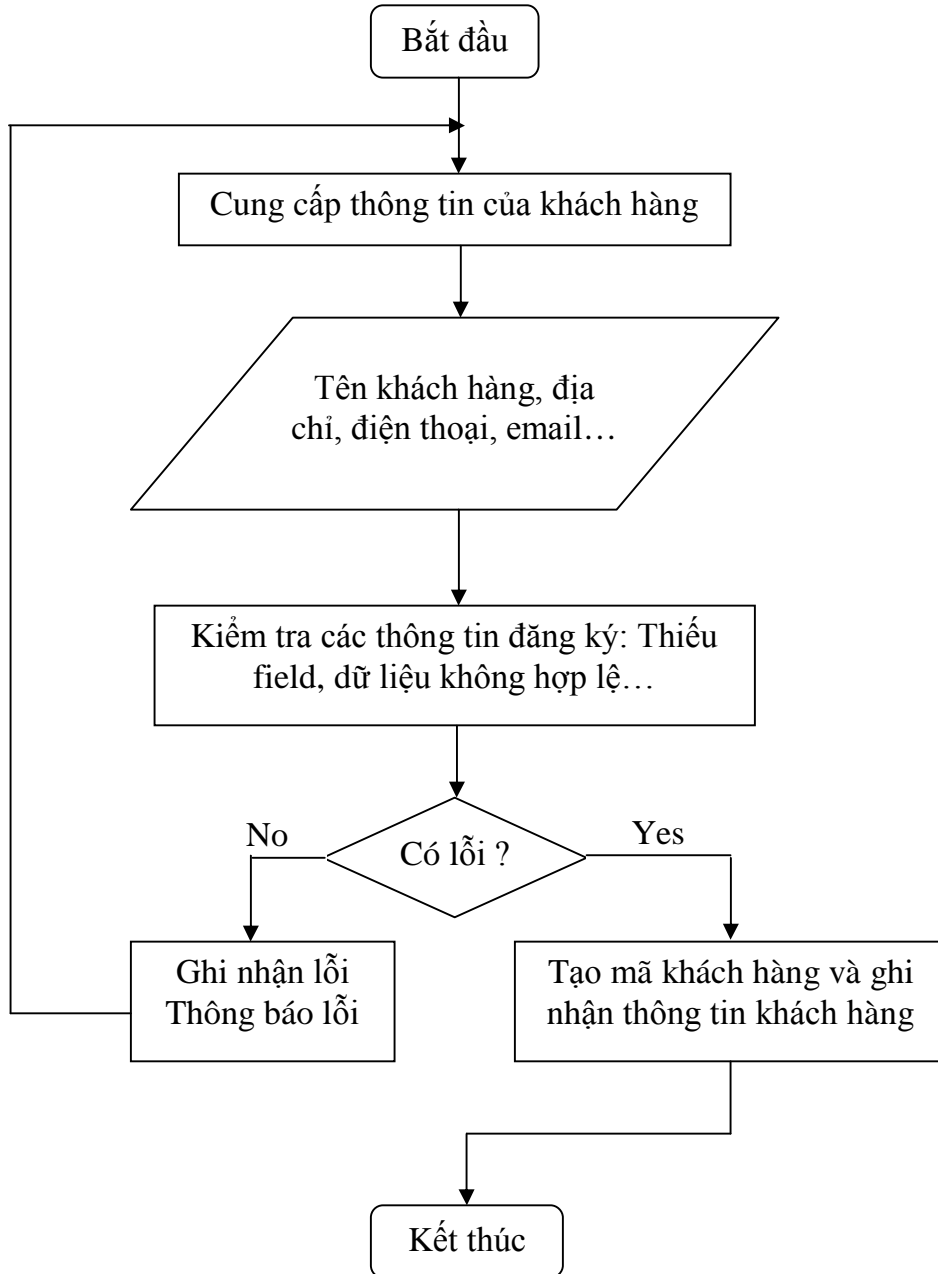 Bắt đầu
Cung cấp thông tin của khách hàng
Tên khách hàng, địa
chỉ, điện thoại, email…
Kiểm tra các thông tin đăng ký: Thiếu
field, dữ liệu không hợp lệ…
No
Có lỗi ?
Yes
Ghi nhận lỗi
Thông báo lỗi
Tạo mã khách hàng và ghi
nhận thông tin khách hàng
Kết thúc